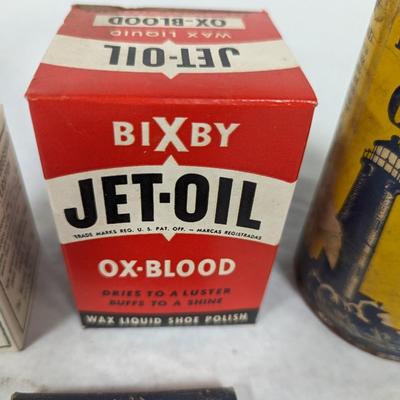 OX-BLOOD
WAX LIQUID
JET-OIL
BIXBY
JET-OIL
TRADE MARKS REG. U. S. PAT. OFF. — MARCAS REGISTRADAS
OX-BLOOD
DRIES TO A LUSTER
BUFFS TO A SHINE
WAX LIQUID SHOE POLISH